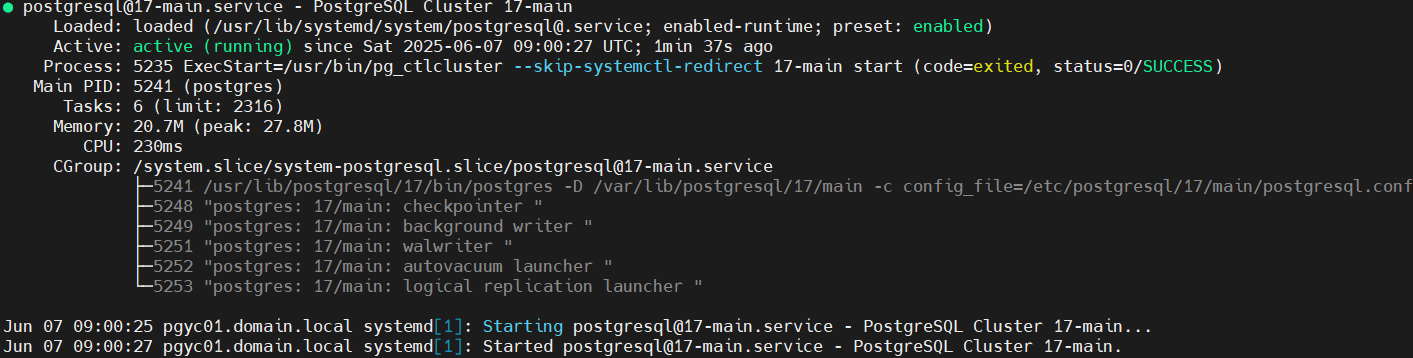 ● postgresql@17-main.service - PostgreSQL Cluster 17-main
Loaded: loaded (/usr/lib/systemd/system/postgresql@.service; enabled-runtime; preset: enabled)
Active: active (running) since Sat 2025-06-07 09:00:27 UTC; 1min 37s ago
Process: 5235 ExecStart=/usr/bin/pg_ctlcluster --skip-systemctl-redirect 17-main start (code=exited, status=0/SUCCESS)
Main PID: 5241 (postgres)
Tasks: 6 (limit: 2316)
Memory: 20.7M (peak: 27.8M)
CPU: 230ms
CGroup: /system.slice/system-postgresql.slice/postgresql@17-main.service
├─5241 /usr/lib/postgresql/17/bin/postgres -D /var/lib/postgresql/17/main -c config_file=/etc/postgresql/17/main/postgresql.conf
├─5248 "postgres: 17/main: checkpointer "
├─5249 "postgres: 17/main: background writer "
├─5251 "postgres: 17/main: walwriter "
├─5252 "postgres: 17/main: autovacuum launcher "
└─5253 "postgres: 17/main: logical replication launcher "
Jun 07 09:00:25 pgyc01.domain.local systemd[1]: Starting postgresql@17-main.service - PostgreSQL Cluster 17-main...
Jun 07 09:00:27 pgyc01.domain.local systemd[1]: Started postgresql@17-main.service - PostgreSQL Cluster 17-main.